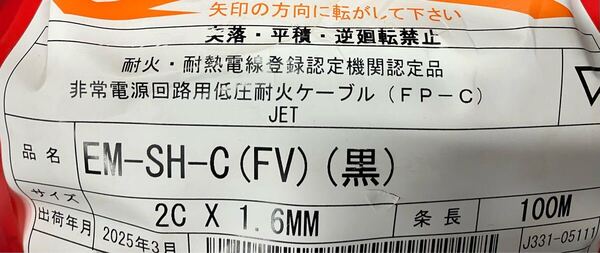 矢印の方向に転がして下さい
矢落・平積・逆廻転禁止
耐火・耐熱電線登録認定機関認定品
非常電源回路用低圧耐火ケーブル（ＦＰ－Ｃ）
JET
品名 EM-SH-C(FV)(黒)
サイズ 2C X 1.6MM 条長 100M
出荷年月 2025年3月 J331-05111